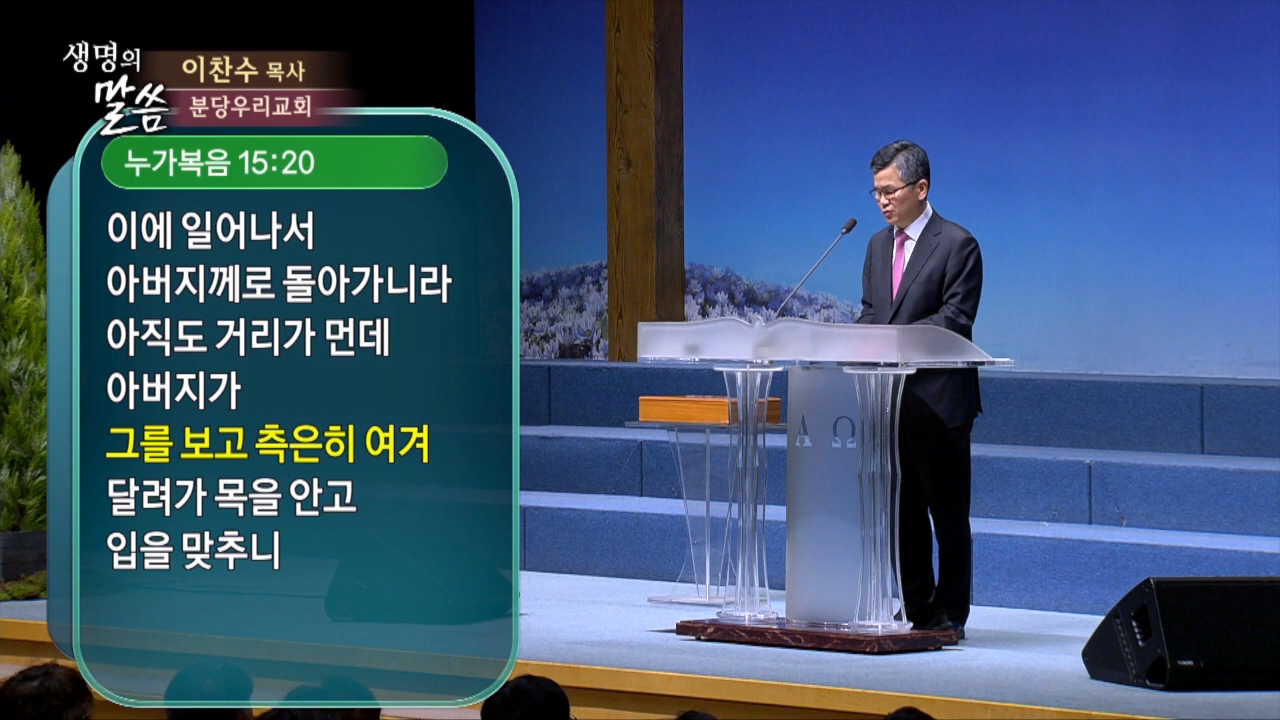 생명의
말씀
이찬수 목사
분당우리교회
누가복음 15:20
이에 일어나서
아버지께로 돌아가니라
아직도 거리가 먼데
아버지가
그를 보고 측은히 여겨
달려가 목을 안고
입을 맞추니
Α Ω